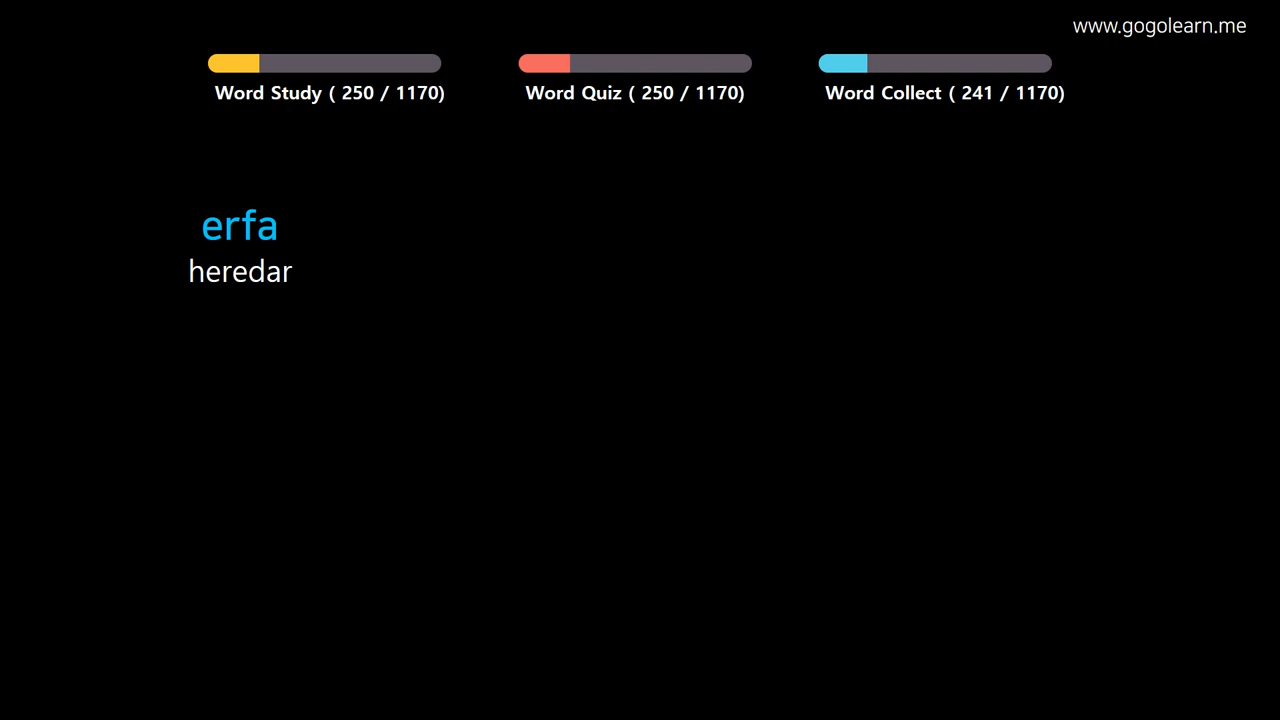 www.gogolearn.me
Word Study ( 250 / 1170)
Word Quiz ( 250 / 1170)
Word Collect ( 241 / 1170)
erfa
heredar